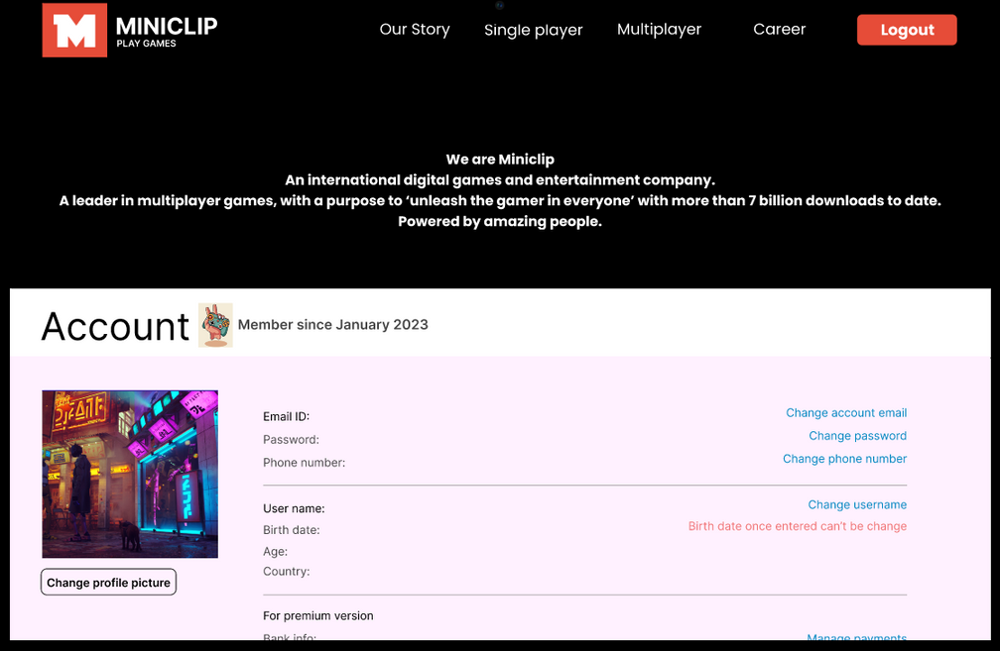 MINICLIP
PLAY GAMES
Our Story Single player Multiplayer Career Logout
We are Miniclip
An international digital games and entertainment company.
A leader in multiplayer games, with a purpose to ‘unleash the gamer in everyone’ with more than 7 billion downloads to date.
Powered by amazing people.
Account Member since January 2023
Email ID: Change account email
Password: Change password
Phone number: Change phone number
User name: Change username
Birth date: Birth date once entered can’t be change
Age:
Country:
Change profile picture
For premium version
Bank info: Manage payments